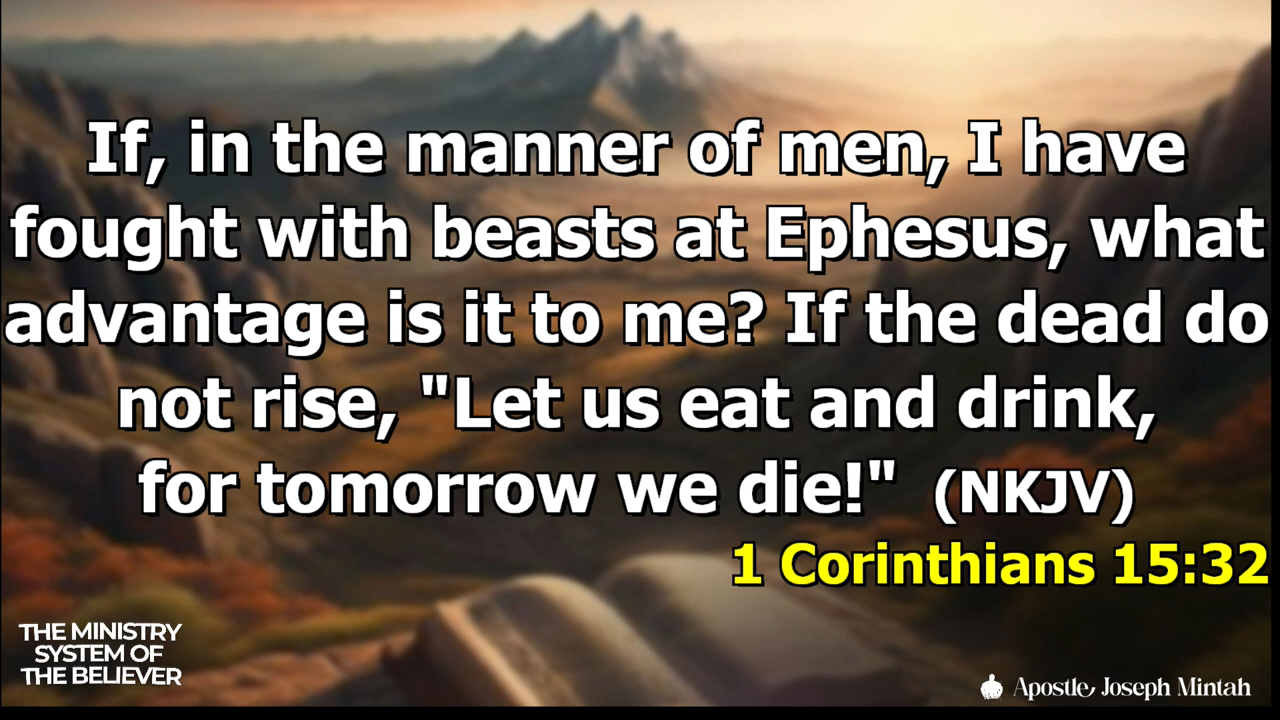 If, in the manner of men, I have
fought with beasts at Ephesus, what
advantage is it to me? If the dead do
not rise, "Let us eat and drink,
for tomorrow we die!" (NKJV)
1 Corinthians 15:32
THE MINISTRY
SYSTEM OF
THE BELIEVER
Apostle Joseph Mintah